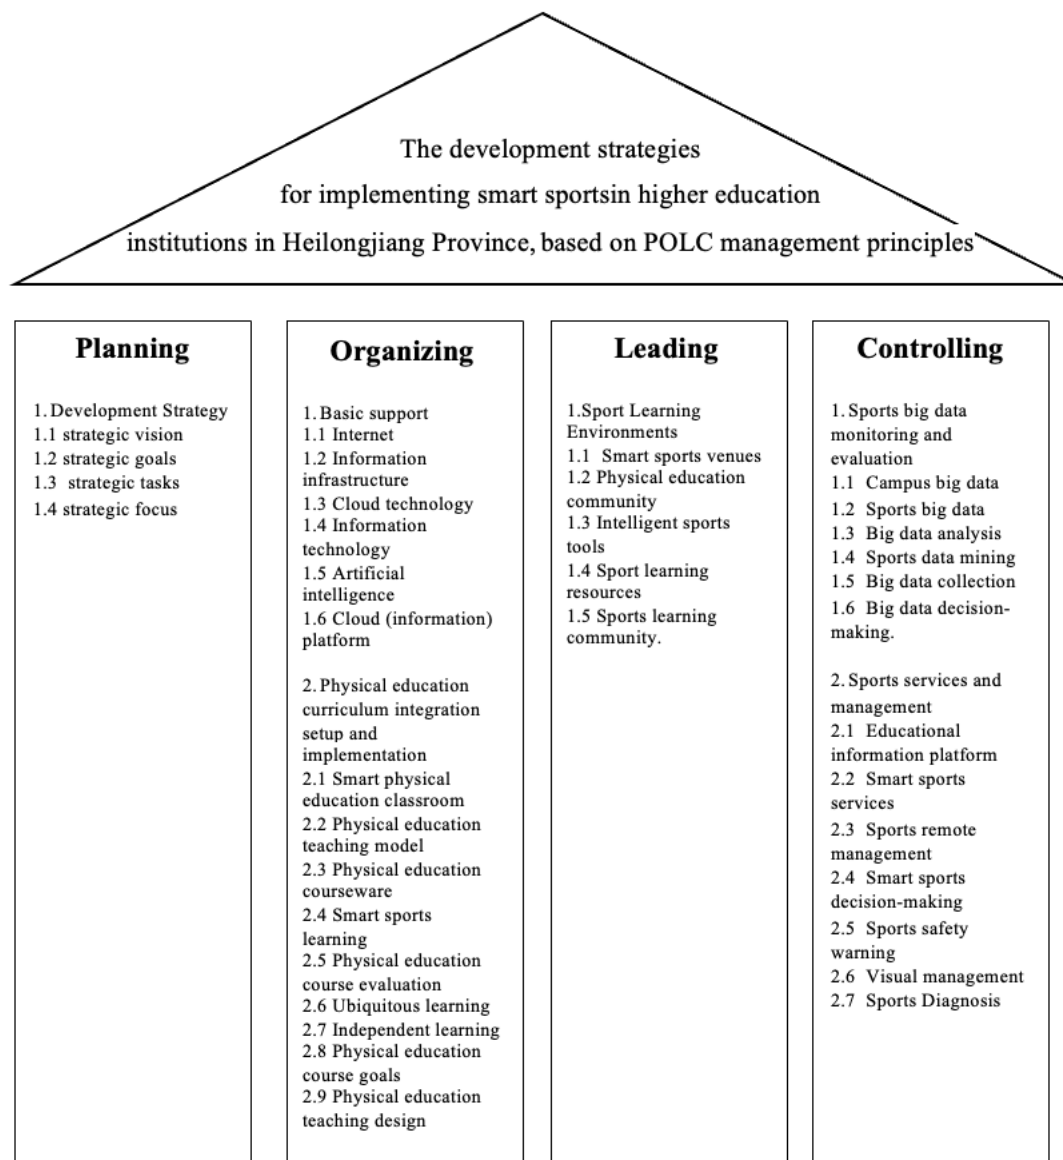 The development strategies
for implementing smart sportsin higher education
institutions in Heilongjiang Province, based on POLC management principles
Planning
1. Development Strategy
1.1 strategic vision
1.2 strategic goals
1.3 strategic tasks
1.4 strategic focus
Organizing
1. Basic support
1.1 Internet
1.2 Information
infrastructure
1.3 Cloud technology
1.4 Information
technology
1.5 Artificial
intelligence
1.6 Cloud (information)
platform
2. Physical education
curriculum integration
setup and
implementation
2.1 Smart physical
education classroom
2.2 Physical education
teaching model
2.3 Physical education
courseware
2.4 Smart sports
learning
2.5 Physical education
course evaluation
2.6 Ubiquitous learning
2.7 Independent learning
2.8 Physical education
course goals
2.9 Physical education
teaching design
Leading
1.Sport Learning
Environments
1.1 Smart sports venues
1.2 Physical education
community
1.3 Intelligent sports
tools
1.4 Sport learning
resources
1.5 Sports learning
community.
Controlling
1. Sports big data
monitoring and
evaluation
1.1 Campus big data
1.2 Sports big data
1.3 Big data analysis
1.4 Sports data mining
1.5 Big data collection
1.6 Big data decision-
making.
2. Sports services and
management
2.1 Educational
information platform
2.2 Smart sports
services
2.3 Sports remote
management
2.4 Smart sports
decision-making
2.5 Sports safety
warning
2.6 Visual management
2.7 Sports Diagnosis